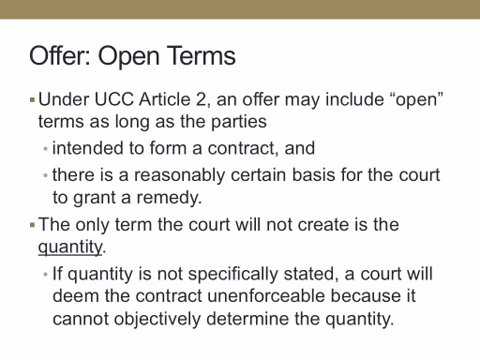 Offer: Open Terms
▪Under UCC Article 2, an offer may include “open”
terms as long as the parties
• intended to form a contract, and
• there is a reasonably certain basis for the court
to grant a remedy.
▪The only term the court will not create is the
quantity.
• If quantity is not specifically stated, a court will
deem the contract unenforceable because it
cannot objectively determine the quantity.